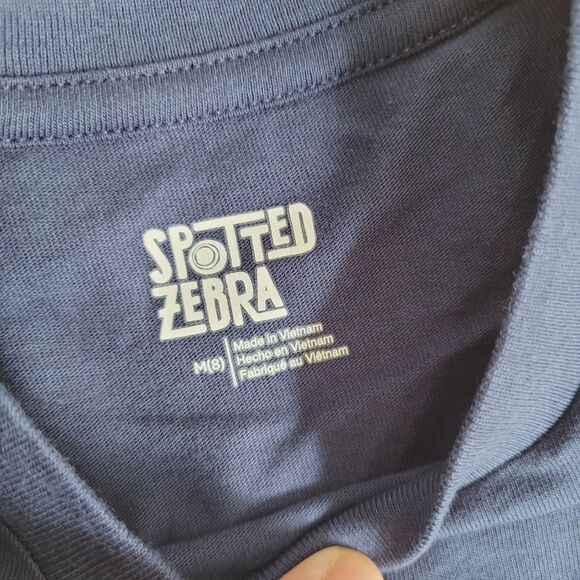 SPOTTED
ZEBRA
M(8)
Made in Vietnam
Hecho en Vietnam
Fabriqué au Viêtnam